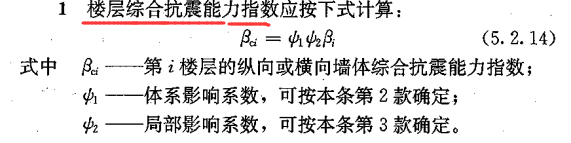 1 楼层综合抗震能力指数应按下式计算：
βci = ψ1ψ2βi (5.2.14)
式中 βci ——第 i 楼层的纵向或横向墙体综合抗震能力指数；
ψ1 ——体系影响系数，可按本条第 2 款确定；
ψ2 ——局部影响系数，可按本条第 3 款确定。